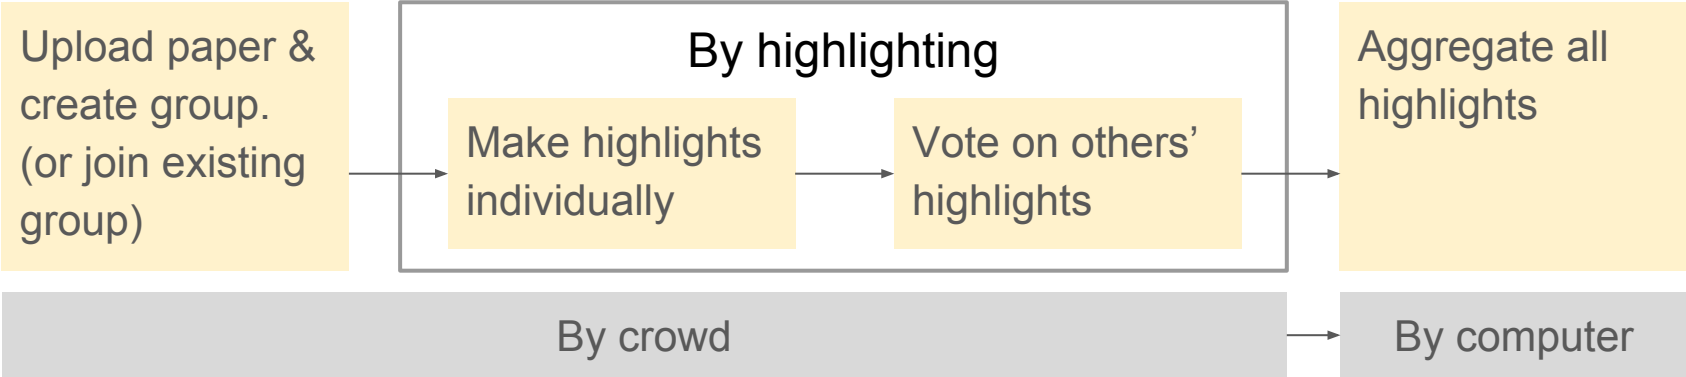 Upload paper &
create group.
(or join existing
group)
By highlighting
Make highlights
individually
Vote on others’
highlights
Aggregate all
highlights
By crowd
By computer